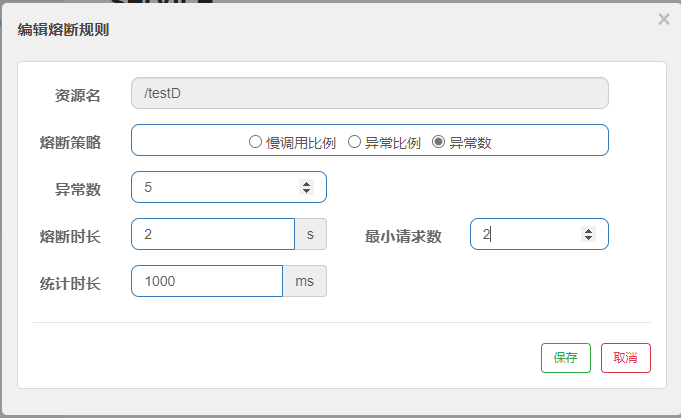 编辑熔断规则
×
资源名 /testD
熔断策略 慢调用比例 异常比例 异常数
异常数 5
熔断时长 2 s 最小请求数 2
统计时长 1000 ms
保存 取消